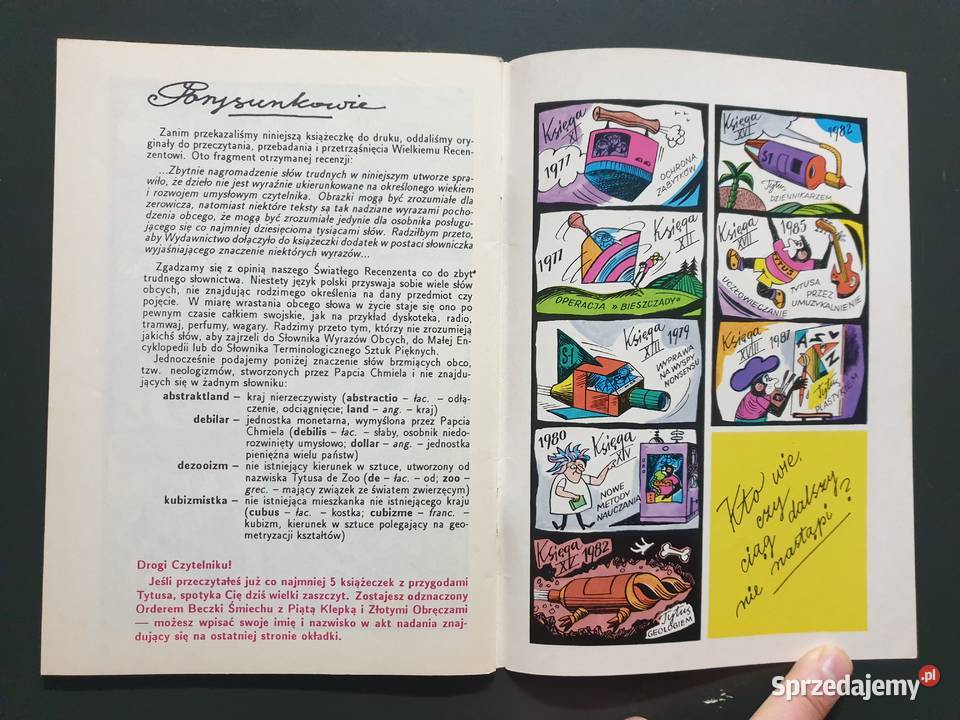 Porysunkowie
Zanim przekazaliśmy niniejszą książeczkę do druku, oddaliśmy ory-
ginały do przeczytania, przebadania i przetrząśnięcia Wielkiemu Recen-
zentowi. Oto fragment otrzymanej recenzji:
...Zbytnie nagromadzenie słów trudnych w niniejszym utworze spra-
wiło, że dzieło nie jest wyraźnie ukierunkowane na określonego wiekiem
i rozwojem umysłowym czytelnika. Obrazki mogą być zrozumiałe dla
zerowicza, natomiast niektóre teksty są tak nadziane wyrazami pocho-
dzenia obcego, że mogą być zrozumiałe jedynie dla osobnika posługu-
jącego się co najmniej dziesięcioma tysiącami słów. Radziłbym przeto,
aby Wydawnictwo dołączyło do książeczki dodatek w postaci słowniczka
wyjaśniającego znaczenie niektórych wyrazów...
Zgadzamy się z opinią naszego Światłego Recenzenta co do zbyt
trudnego słownictwa. Niestety język polski przyswaja sobie wiele słów
obcych, nie znajdując rodzimego określenia na dany przedmiot czy
pojęcie. W miarę wrastania obcego słowa w życie staje się ono po
pewnym czasie całkiem swojskie, jak na przykład dyskoteka, radio,
tramwaj, perfumy, wagary. Radzimy przeto tym, którzy nie zrozumieją
jakichś słów, aby zajrzeli do Słownika Wyrazów Obcych, do Małej En-
cyklopedii lub do Słownika Terminologicznego Sztuk Pięknych.
Jednocześnie podajemy poniżej znaczenie słów brzmiących obco,
tzw. neologizmów, stworzonych przez Papcia Chmiela i nie znajdu-
jących się w żadnym słowniku:
abstraktland – kraj nierzeczywisty (abstractio – łac. – odłą-
czenie, odciągnięcie; land – ang. – kraj)
debilar – jednostka monetarna, wymyślona przez Papcia
Chmiela (debilis – łac. – słaby, osobnik niedo-
rozwinięty umysłowo; dollar – ang. – jednostka
pieniężna wielu państw)
dezooizm – nie istniejący kierunek w sztuce, utworzony od
nazwiska Tytusa de Zoo (de – łac. – od; zoo –
grec. – mający związek ze światem zwierzęcym)
kubizmistka – nie istniejąca mieszkanka nie istniejącego kraju
(cubus – łac. – kostka; cubizme – franc. –
kubizm, kierunek w sztuce polegający na geo-
metryzacji kształtów)
Drogi Czytelniku!
Jeśli przeczytałeś już co najmniej 5 książeczek z przygodami
Tytusa, spotyka Cię dziś wielki zaszczyt. Zostajesz odznaczony
Orderem Beczki Śmiechu z Piątą Klepką i Złotymi Obręczami
— możesz wpisać swoje imię i nazwisko w akt nadania znaj-
dujący się na ostatniej stronie okładki.
Księga
1977
OCHRONA
ZABYTKÓW
1977
Księga
XII
OPERACJA »BIESZCZADY«
Księga
XIII 1979
S-1
WYPRAWA
NA WYSPY
NONSENSU
1980
Księga
XIV
NOWE
METODY
NAUCZANIA
Księga
XV 1982
Tytus
GEOLOGIEM
Księga
XVI
1982
S1
Tytus
DZIENNIKARZEM
Księga
XVII
1985
UCZŁOWIECZANIE
TYTUSA
PRZEZ
UMUZYKALNIENIE
Księga
XVIII 1987
Tytus
PLASTYKIEM
Kto wie,
czy
ciąg dalszy
nie nastąpi?
Sprzedajemy.pl